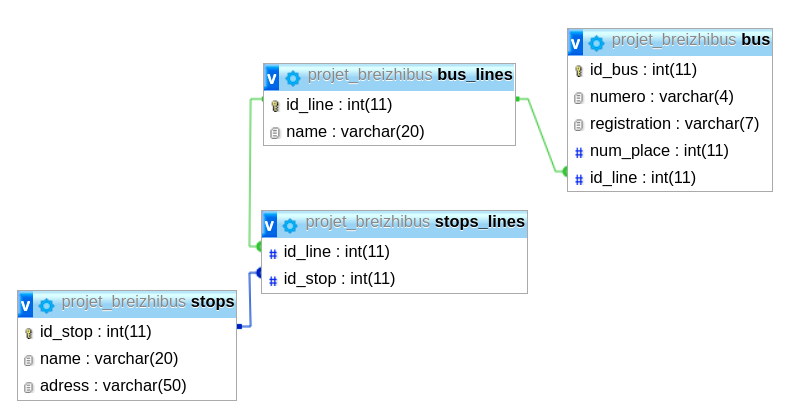 projet_breizhibus bus
id_bus : int(11)
numero : varchar(4)
registration : varchar(7)
num_place : int(11)
id_line : int(11)
projet_breizhibus bus_lines
id_line : int(11)
name : varchar(20)
projet_breizhibus stops_lines
id_line : int(11)
id_stop : int(11)
projet_breizhibus stops
id_stop : int(11)
name : varchar(20)
adress : varchar(50)